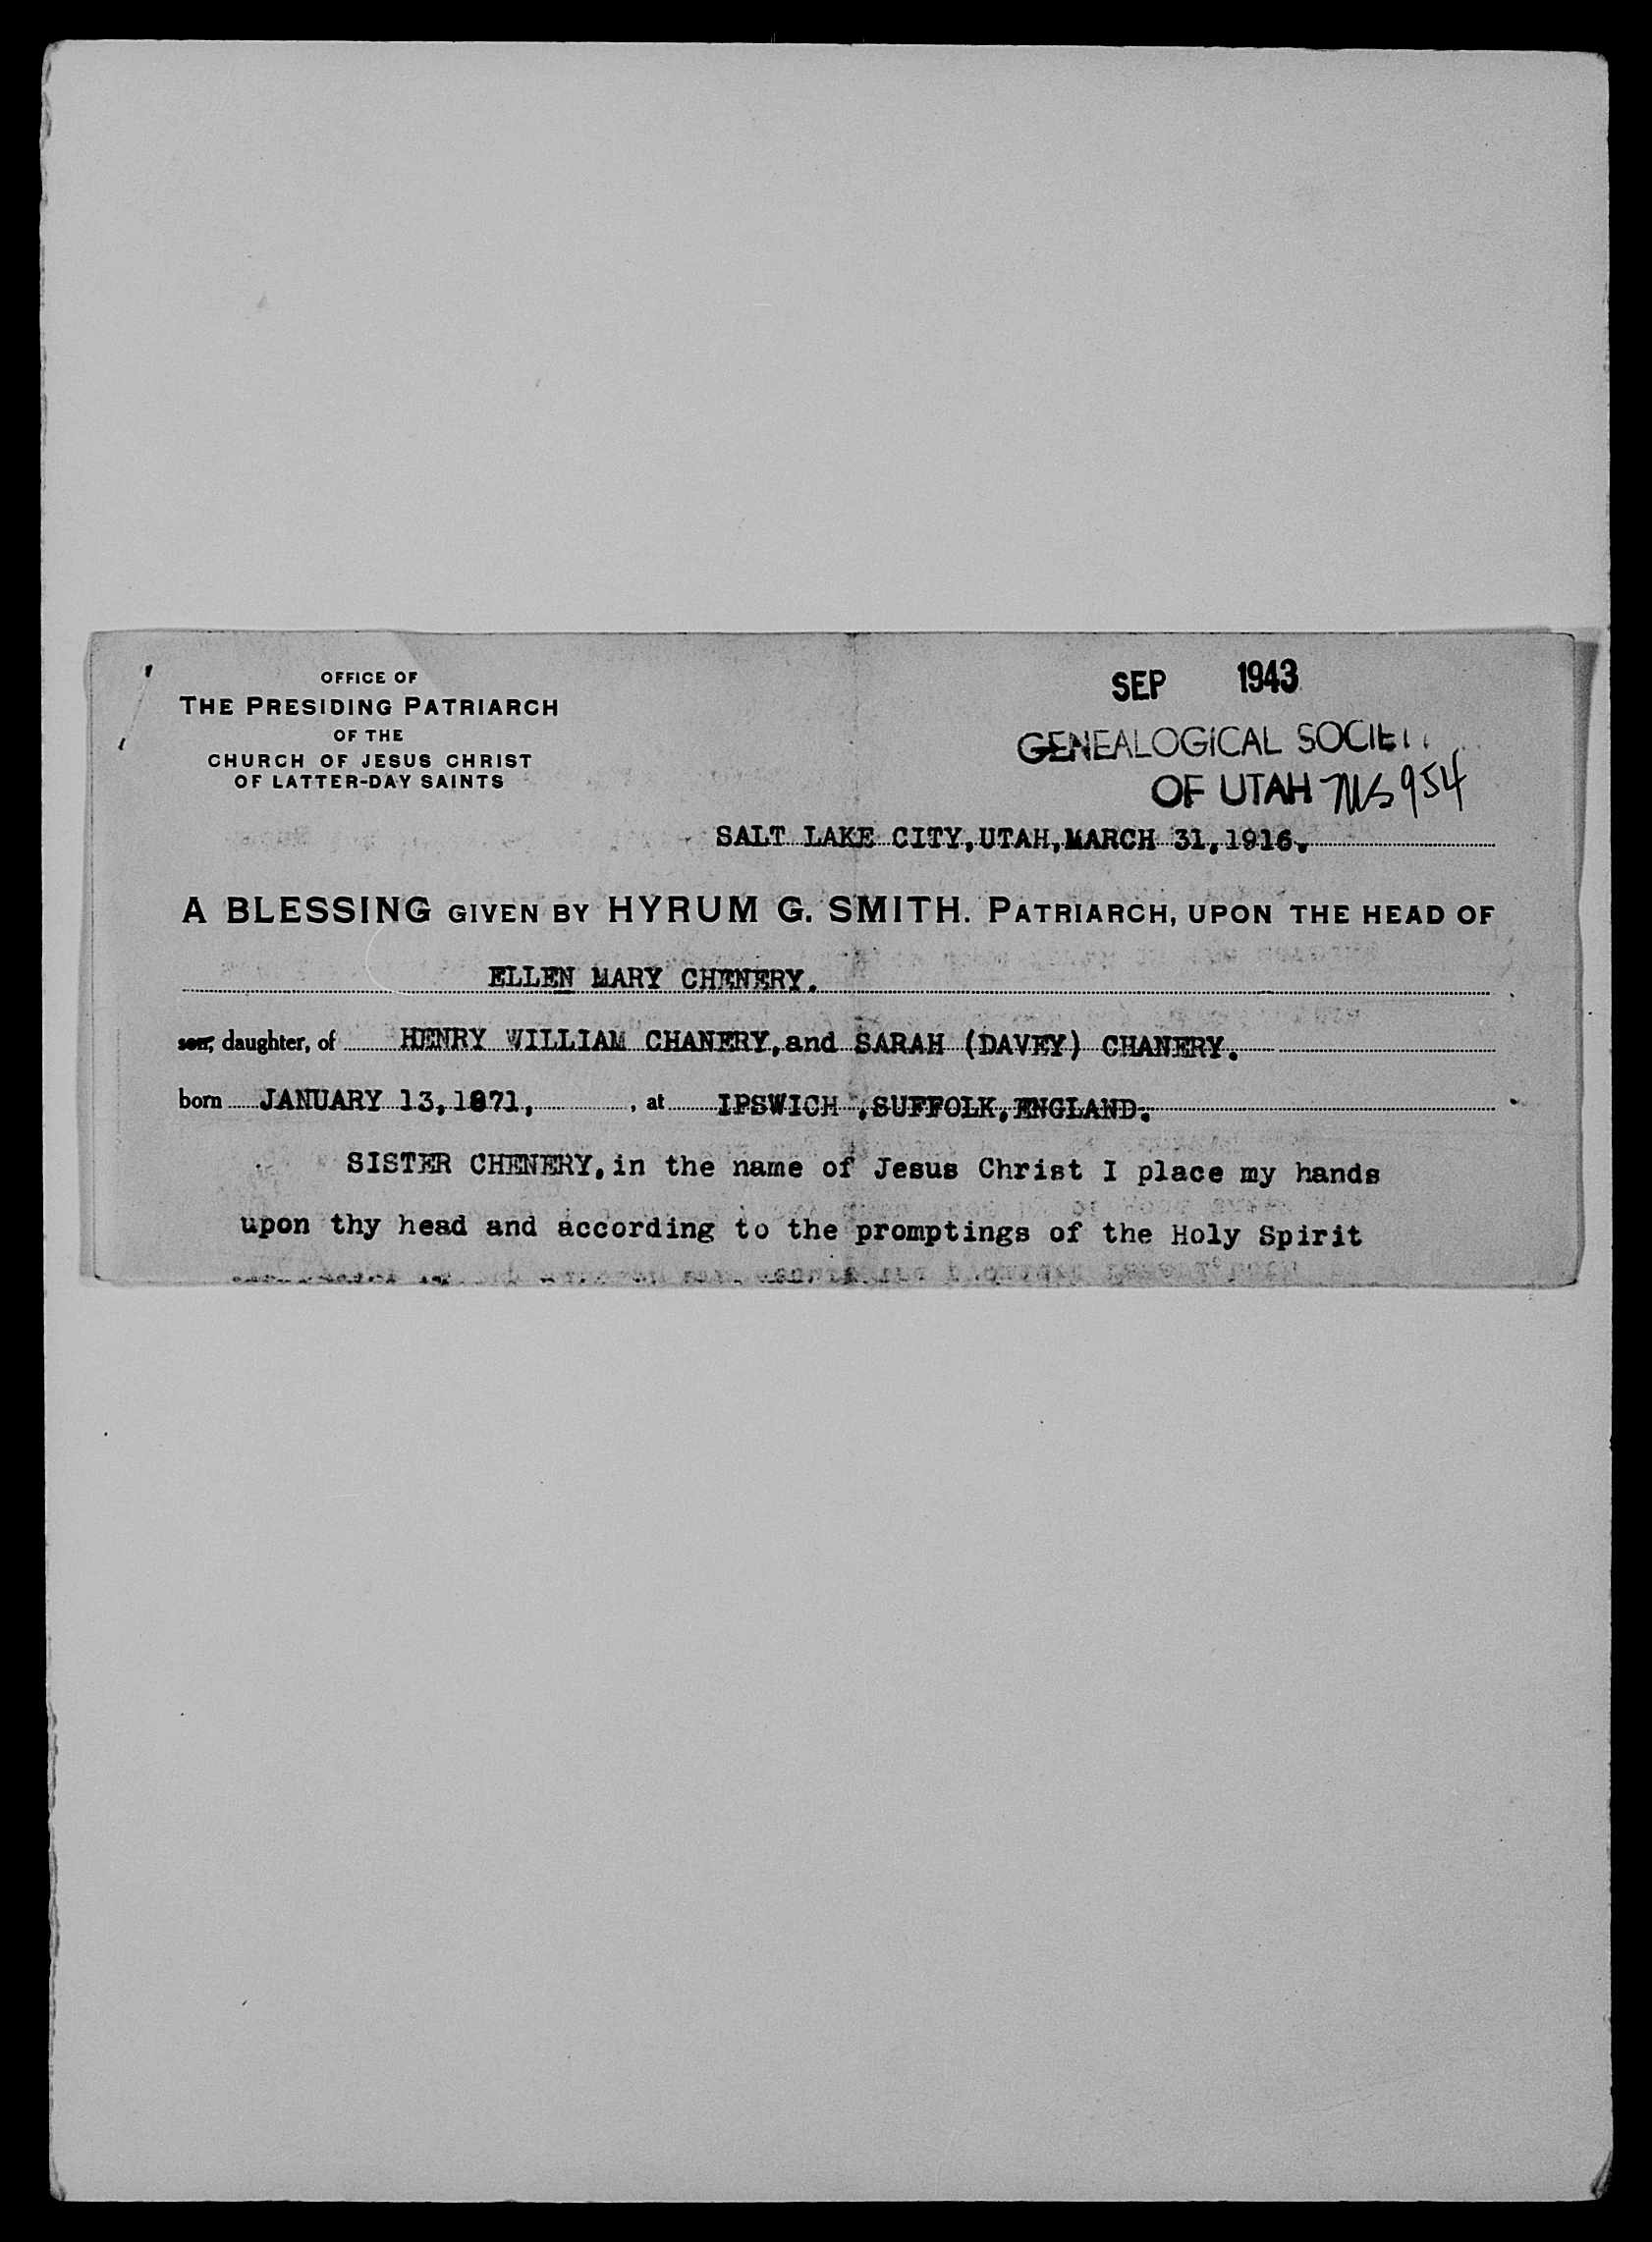 OFFICE OF
THE PRESIDING PATRIARCH
OF THE
CHURCH OF JESUS CHRIST
OF LATTER-DAY SAINTS
SEP 1943
GENEALOGICAL SOCIET
OF UTAH MS 954
SALT LAKE CITY,UTAH,MARCH 31,1916.
A BLESSING GIVEN BY HYRUM G. SMITH. PATRIARCH, UPON THE HEAD OF
ELLEN MARY CHENERY.
son, daughter, of HENRY WILLIAM CHANERY,and SARAH (DAVEY) CHANERY.
born JANUARY 13,1871, , at IPSWICH ,SUFFOLK,ENGLAND.
SISTER CHENERY,in the name of Jesus Christ I place my hands
upon thy head and according to the promptings of the Holy Spirit